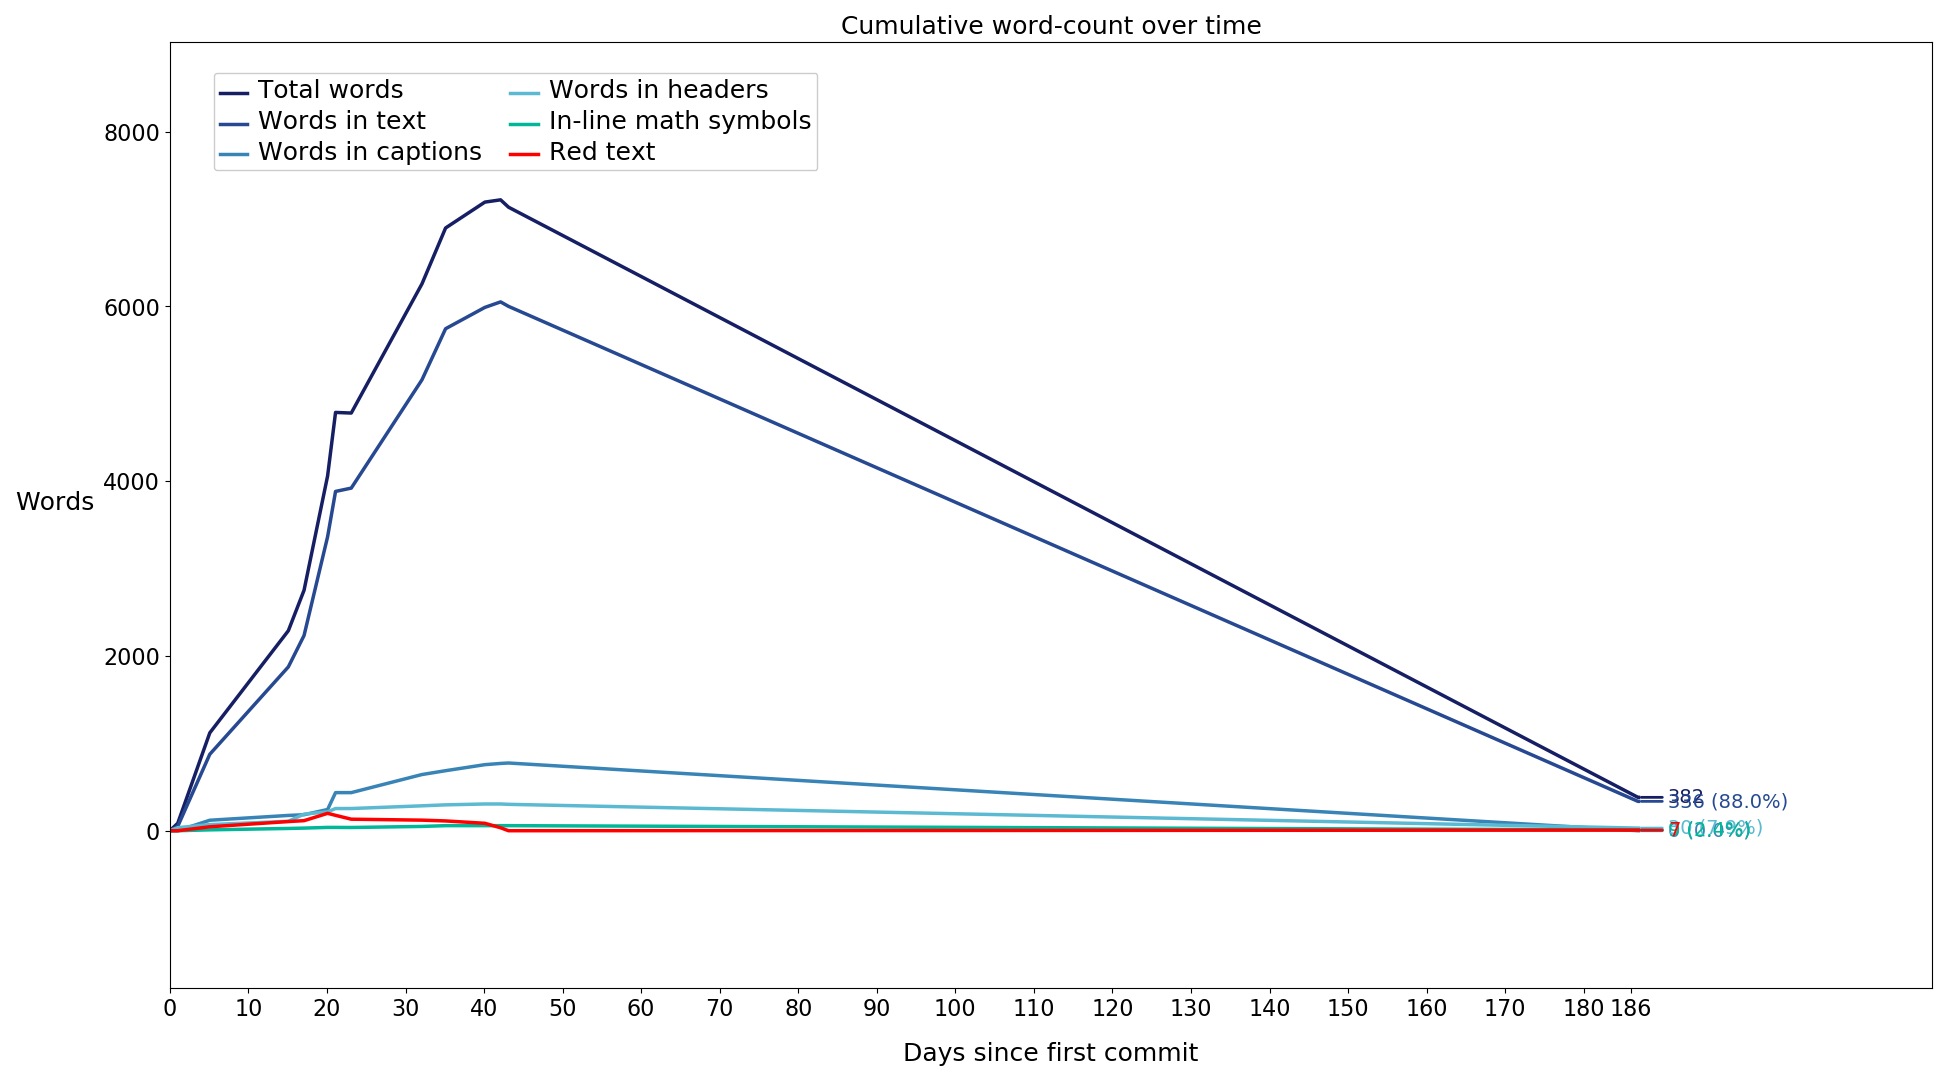 Cumulative word-count over time
Total words
Words in text
Words in captions
Words in headers
In-line math symbols
Red text
8000
6000
4000
2000
0
Words
382
336 (88.0%)
0 10 20 30 40 50 60 70 80 90 100 110 120 130 140 150 160 170 180 186
Days since first commit